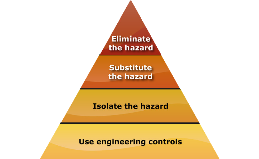 Eliminate
the hazard
Substitute
the hazard
Isolate the hazard
Use engineering controls